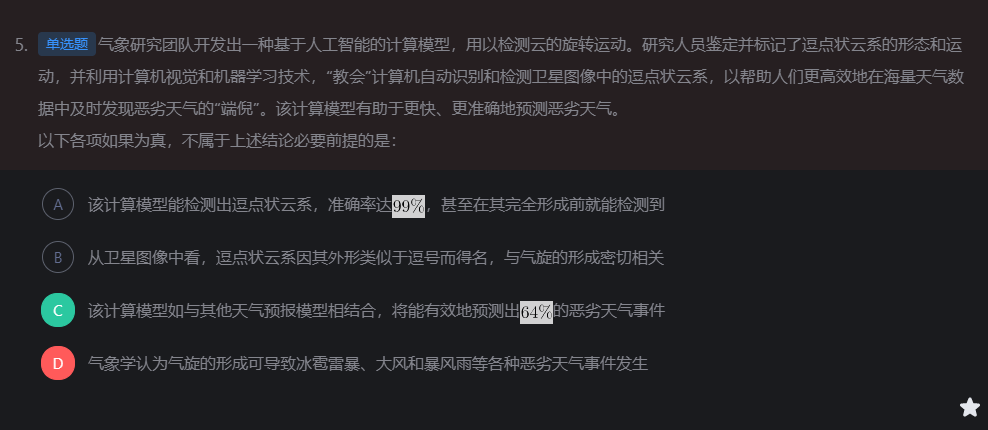 5. 单选题 气象研究团队开发出一种基于人工智能的计算模型，用以检测云的旋转运动。研究人员鉴定并标记了逗点状云系的形态和运
动，并利用计算机视觉和机器学习技术，“教会”计算机自动识别和检测卫星图像中的逗点状云系，以帮助人们更高效地在海量天气数
据中及时发现恶劣天气的“端倪”。该计算模型有助于更快、更准确地预测恶劣天气。
以下各项如果为真，不属于上述结论必要前提的是：
A 该计算模型能检测出逗点状云系，准确率达99%，甚至在其完全形成前就能检测到
B 从卫星图像中看，逗点状云系因其外形类似于逗号而得名，与气旋的形成密切相关
C 该计算模型如与其他天气预报模型相结合，将能有效地预测出64%的恶劣天气事件
D 气象学认为气旋的形成可导致冰雹雷暴、大风和暴风雨等各种恶劣天气事件发生